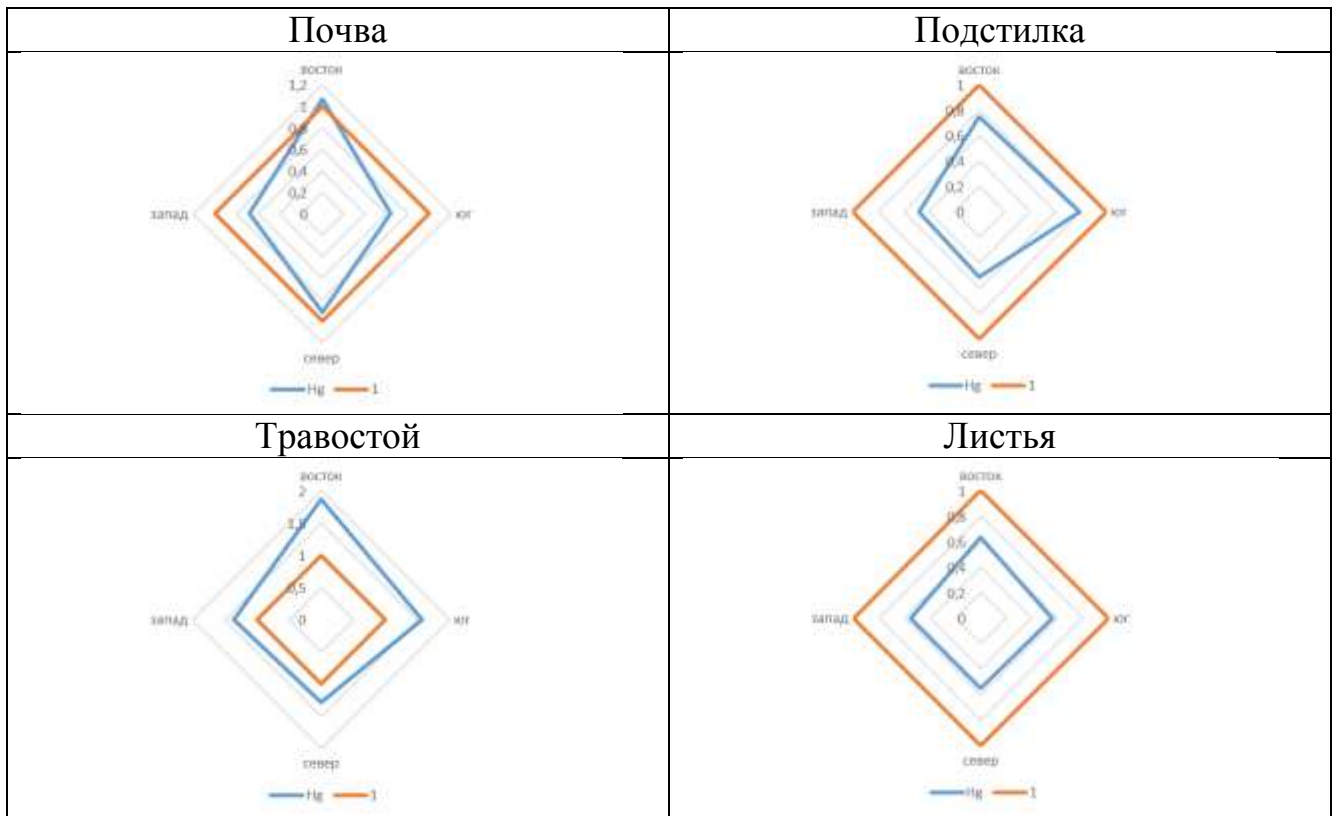 Почва
Подстилка
восток
1,2
1
0,8
0,6
0,4
0,2
0
запад
юг
север
Hg 1
восток
1
0,8
0,6
0,4
0,2
0
запад
юг
север
Hg 1
Травостой
Листья
восток
2
1,5
1
0,5
0
запад
юг
север
Hg 1
восток
1
0,8
0,6
0,4
0,2
0
запад
юг
север
Hg 1